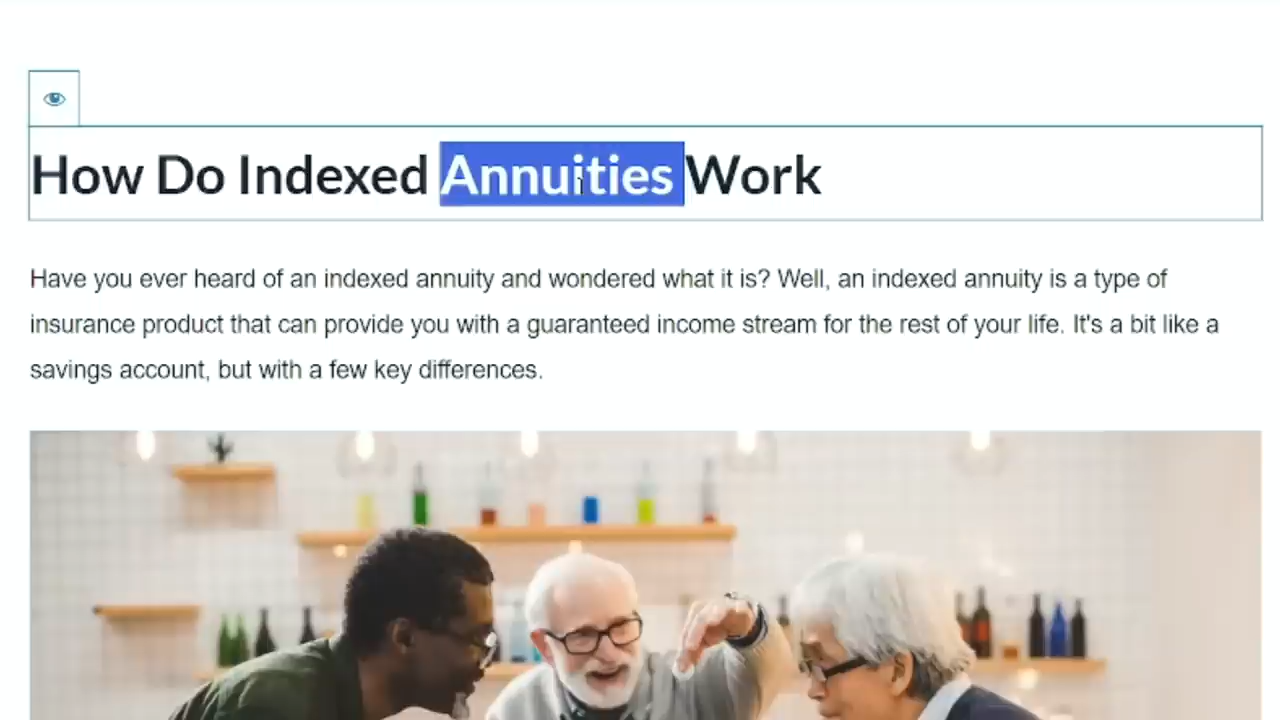 How Do Indexed Annuities Work
Have you ever heard of an indexed annuity and wondered what it is? Well, an indexed annuity is a type of
insurance product that can provide you with a guaranteed income stream for the rest of your life. It's a bit like a
savings account, but with a few key differences.